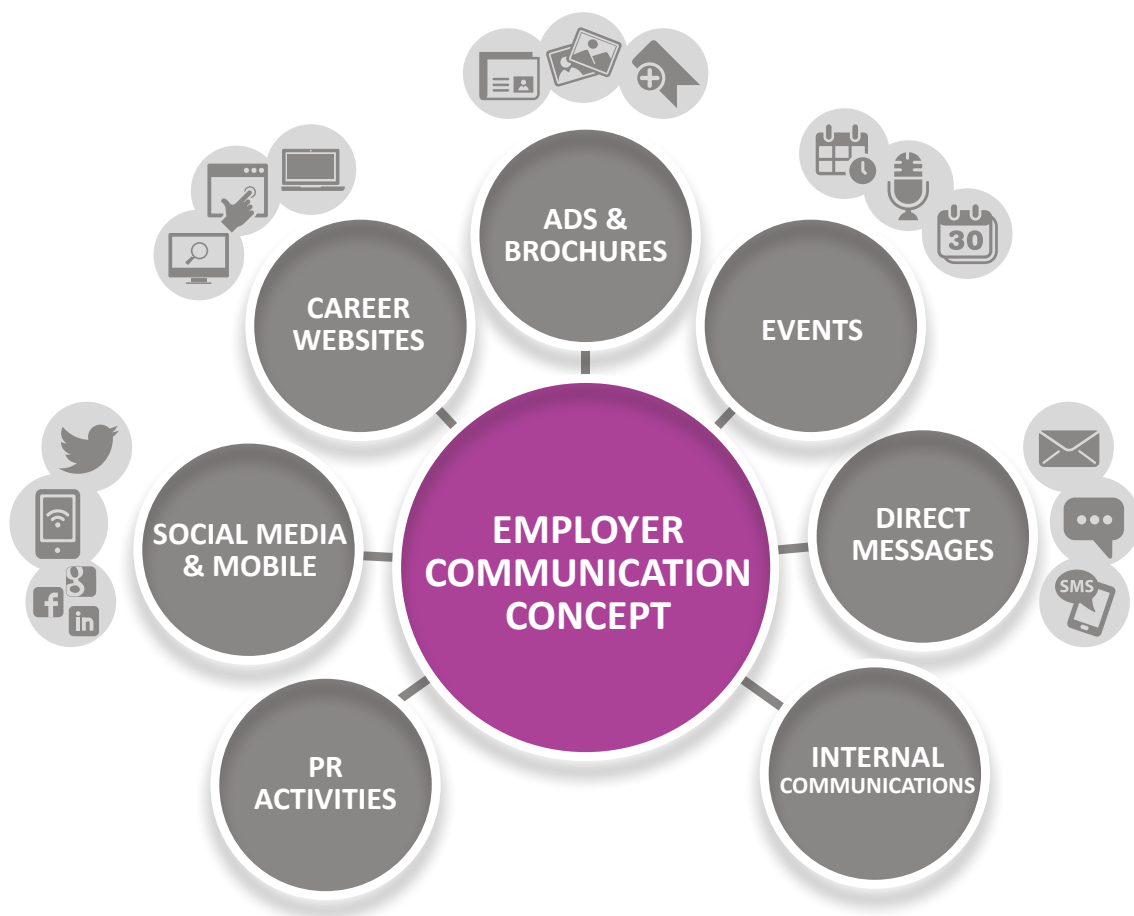 ADS &
BROCHURES
CAREER
WEBSITES
30
EVENTS
SOCIAL MEDIA
& MOBILE
f
g
in
EMPLOYER
COMMUNICATION
CONCEPT
DIRECT
MESSAGES
SMS
PR
ACTIVITIES
INTERNAL
COMMUNICATIONS